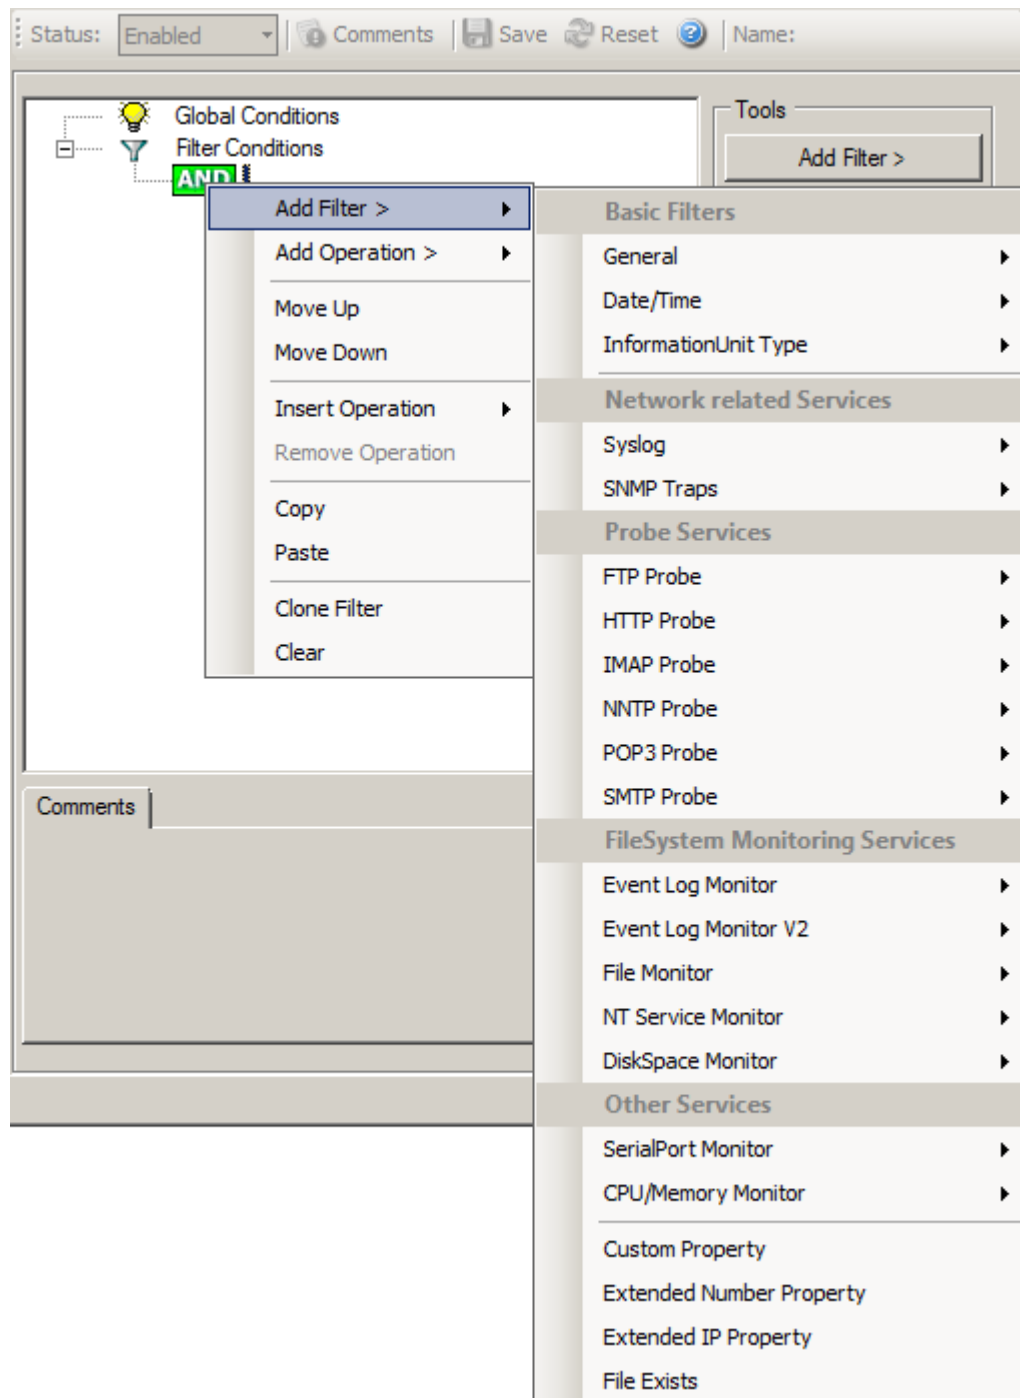 Status: Enabled Comments Save Reset Name:
Global Conditions
Filter Conditions
AND
Tools
Add Filter >
Add Filter >
Add Operation >
Move Up
Move Down
Insert Operation
Remove Operation
Copy
Paste
Clone Filter
Clear
Basic Filters
General
Date/Time
InformationUnit Type
Network related Services
Syslog
SNMP Traps
Probe Services
FTP Probe
HTTP Probe
IMAP Probe
NNTP Probe
POP3 Probe
SMTP Probe
FileSystem Monitoring Services
Event Log Monitor
Event Log Monitor V2
File Monitor
NT Service Monitor
DiskSpace Monitor
Other Services
SerialPort Monitor
CPU/Memory Monitor
Custom Property
Extended Number Property
Extended IP Property
File Exists
Comments